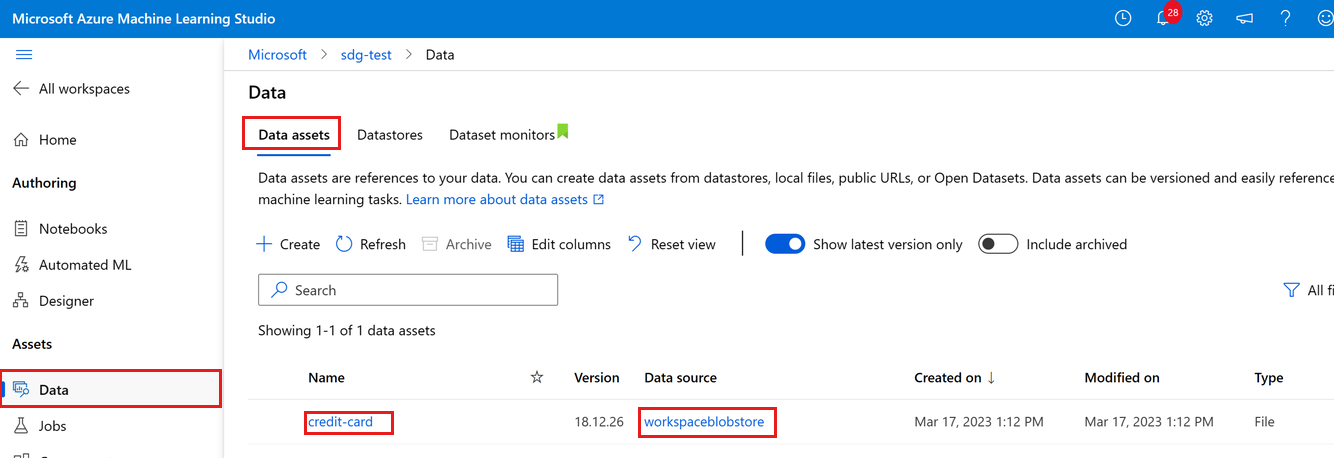 Microsoft Azure Machine Learning Studio
28
Microsoft > sdg-test > Data
All workspaces
Home
Authoring
Notebooks
Automated ML
Designer
Assets
Data
Jobs
Data
Data assets Datastores Dataset monitors
Data assets are references to your data. You can create data assets from datastores, local files, public URLs, or Open Datasets. Data assets can be versioned and easily reference
machine learning tasks. Learn more about data assets
Create Refresh Archive Edit columns Reset view Show latest version only Include archived
Search
All fi
Showing 1-1 of 1 data assets
Name Version Data source Created on ↓ Modified on Type
credit-card 18.12.26 workspaceblobstore Mar 17, 2023 1:12 PM Mar 17, 2023 1:12 PM File